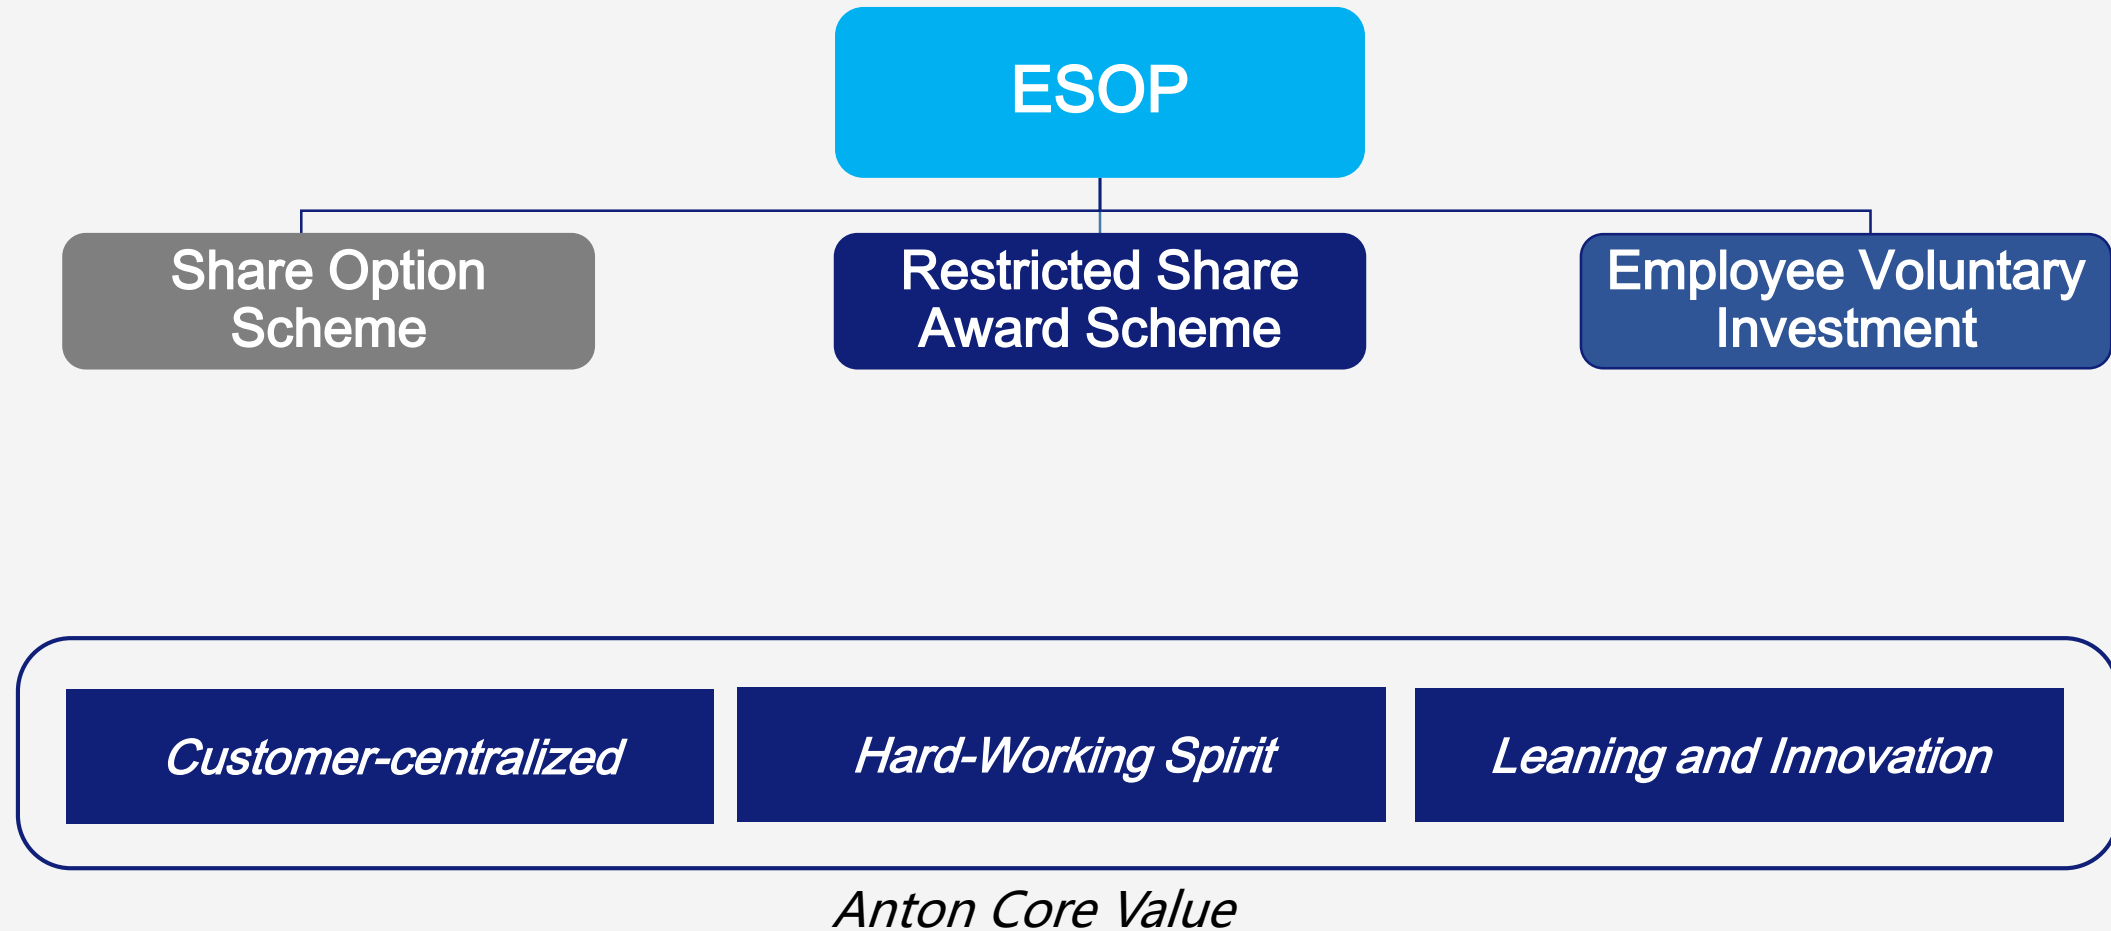 ESOP
Share Option
Scheme
Restricted Share
Award Scheme
Employee Voluntary
Investment
Customer-centralized
Hard-Working Spirit
Leaning and Innovation
Anton Core Value